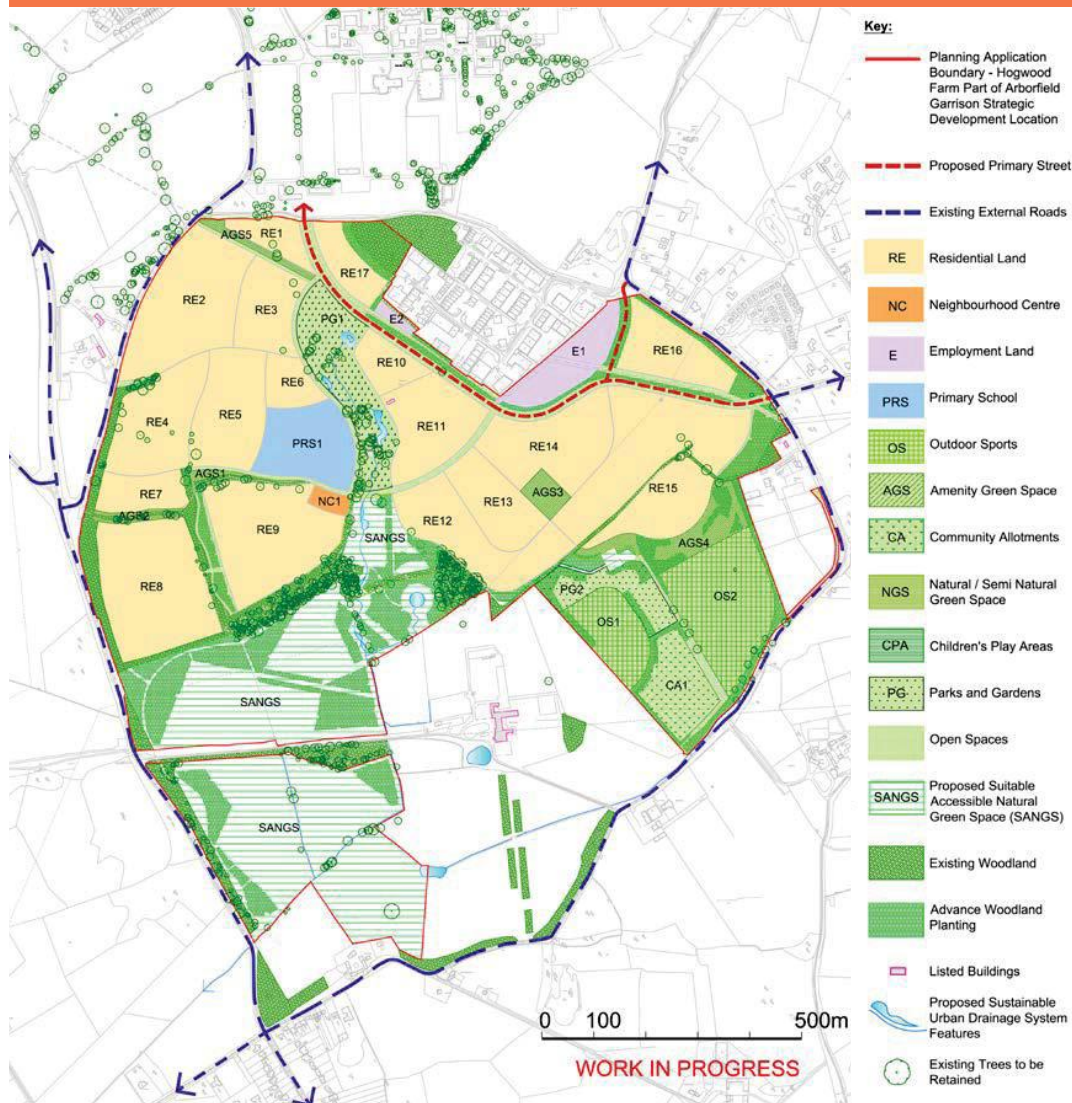 AGS5
RE1
RE17
RE2
RE3
PG1
E2
E1
RE16
RE10
RE6
RE4
RE5
PRS1
RE11
RE14
AGS1
RE7
NC1
RE13
AGS3
RE15
AGS2
RE9
RE12
SANGS
AGS4
RE8
PG2
OS1
OS2
CA1
SANGS
SANGS
0 100 500m
WORK IN PROGRESS
Key:
Planning Application
Boundary - Hogwood
Farm Part of Arborfield
Garrison Strategic
Development Location
Proposed Primary Street
Existing External Roads
RE Residential Land
NC Neighbourhood Centre
E Employment Land
PRS Primary School
OS Outdoor Sports
AGS Amenity Green Space
CA Community Allotments
NGS Natural / Semi Natural
Green Space
CPA Children's Play Areas
PG Parks and Gardens
Open Spaces
SANGS Proposed Suitable
Accessible Natural
Green Space (SANGS)
Existing Woodland
Advance Woodland
Planting
Listed Buildings
Proposed Sustainable
Urban Drainage System
Features
Existing Trees to be
Retained